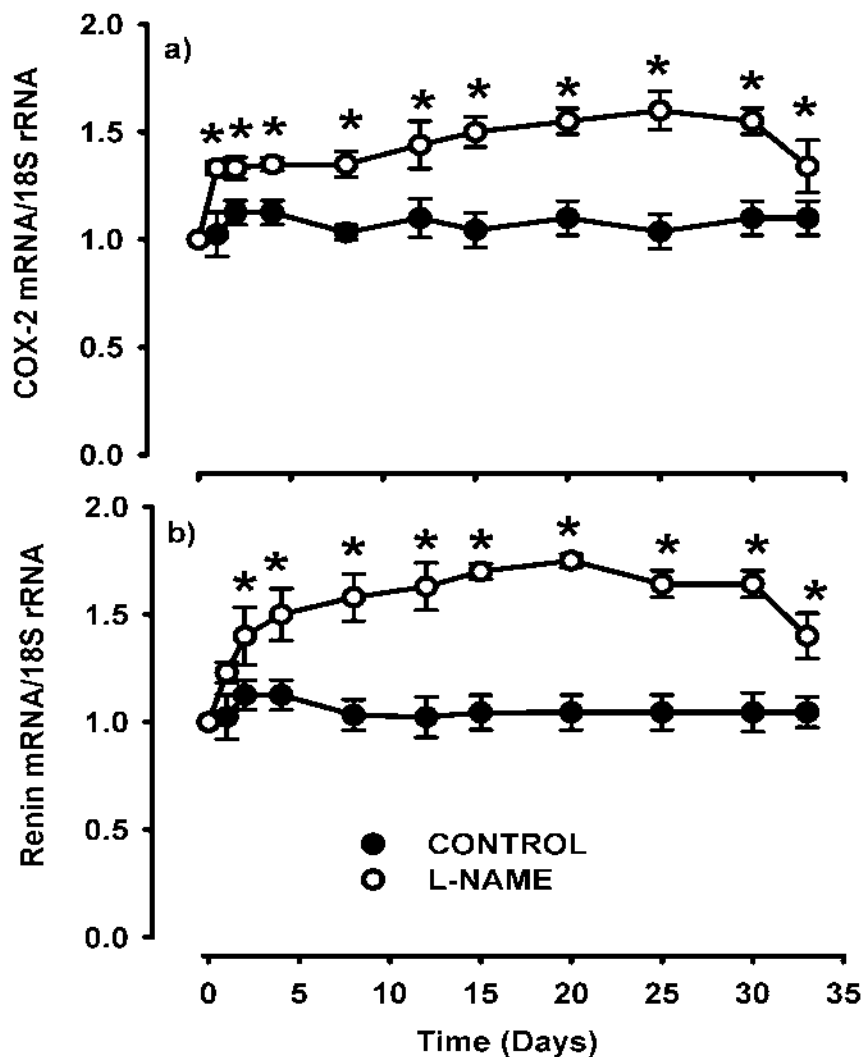 a)
2.0
1.5
1.0
0.5
0.0
COX-2 mRNA/18S rRNA
* * * * * * * * * *
b)
2.0
1.5
1.0
0.5
0.0
Renin mRNA/18S rRNA
* * * * * * * * *
CONTROL
L-NAME
0 5 10 15 20 25 30 35
Time (Days)